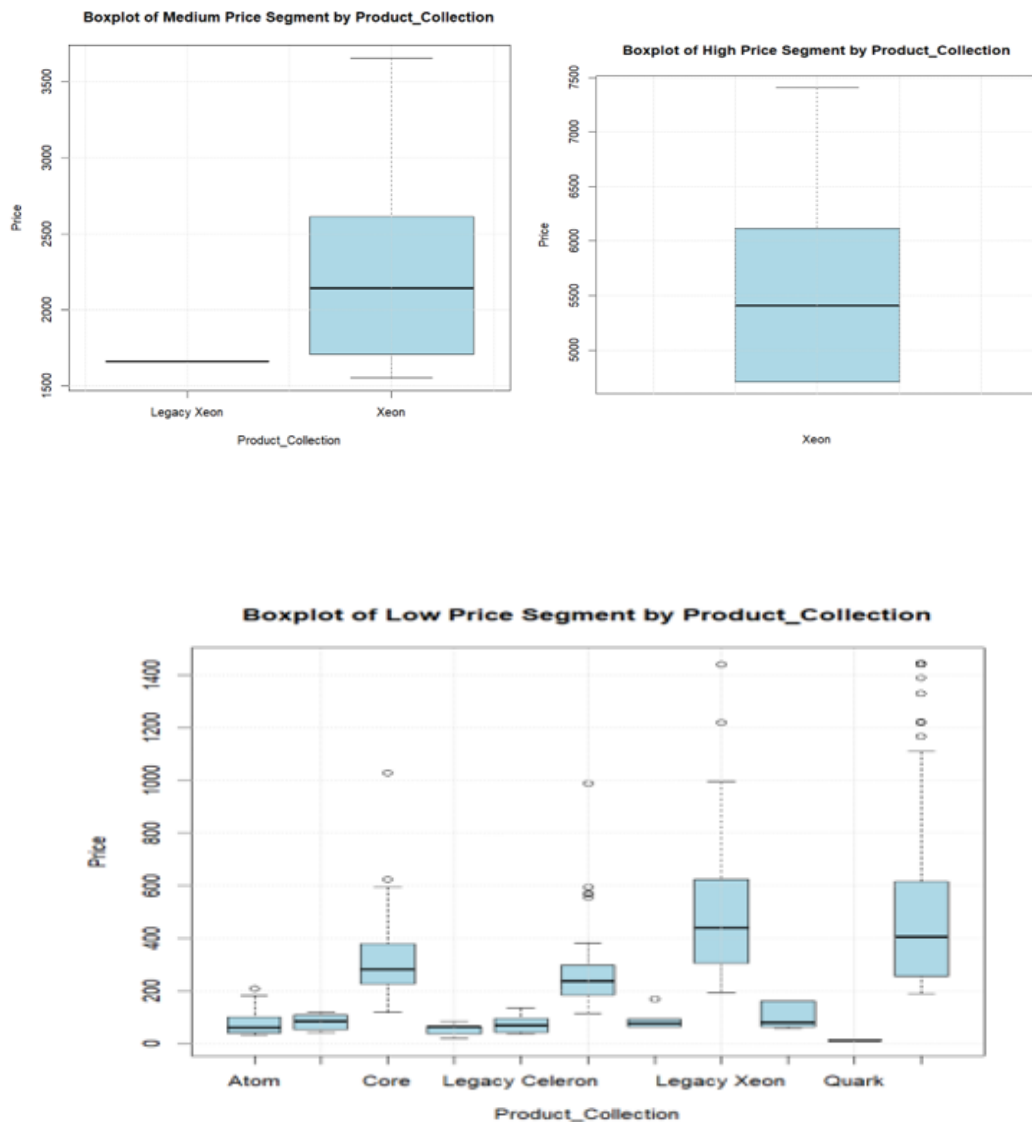 Boxplot of Medium Price Segment by Product_Collection
Price
3500
3000
2500
2000
1500
Legacy Xeon Xeon
Product_Collection
Boxplot of High Price Segment by Product_Collection
Price
7500
7000
6500
6000
5500
5000
Xeon
Boxplot of Low Price Segment by Product_Collection
Price
1400
1200
1000
800
600
400
200
0
Atom Core Legacy Celeron Legacy Xeon Quark
Product_Collection